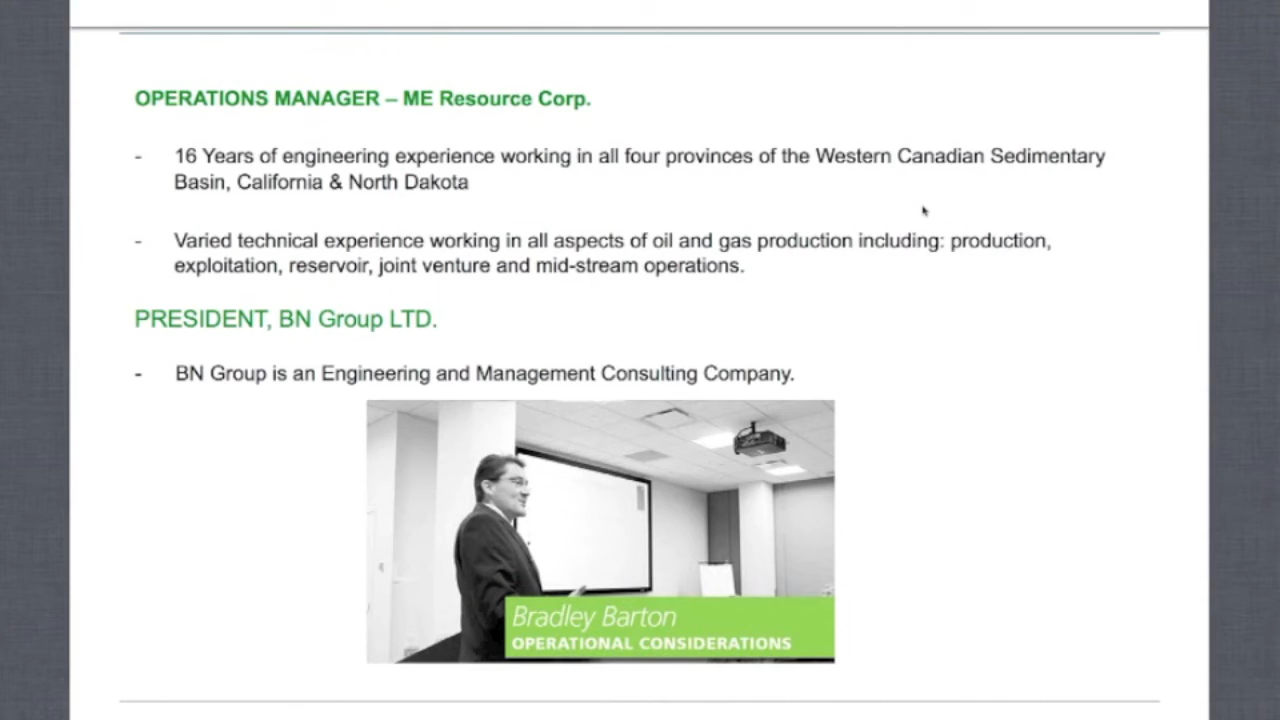 OPERATIONS MANAGER – ME Resource Corp.
- 16 Years of engineering experience working in all four provinces of the Western Canadian Sedimentary
Basin, California & North Dakota
- Varied technical experience working in all aspects of oil and gas production including: production,
exploitation, reservoir, joint venture and mid-stream operations.
PRESIDENT, BN Group LTD.
- BN Group is an Engineering and Management Consulting Company.
Bradley Barton
OPERATIONAL CONSIDERATIONS